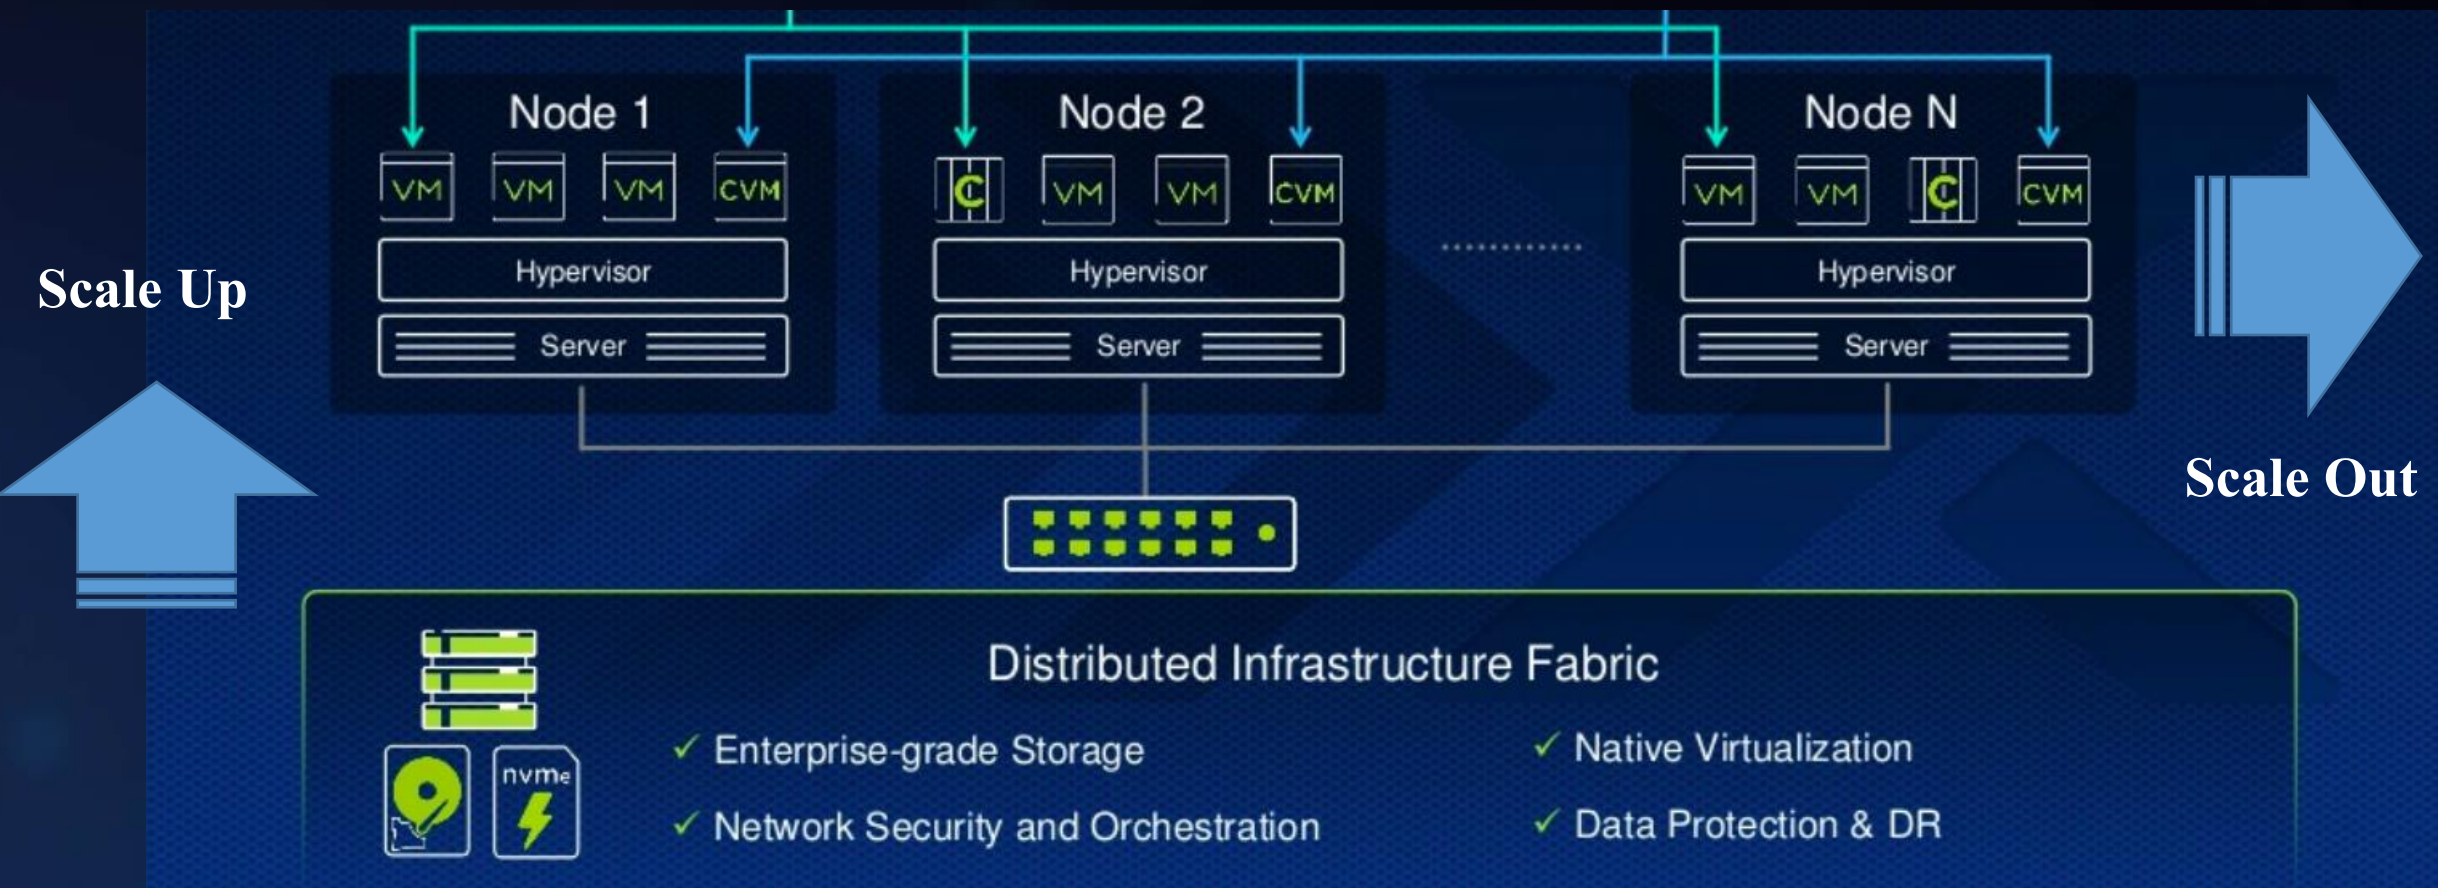 Node 1
Node 2
Node N
VM VM VM CVM
C VM VM CVM
VM VM C CVM
Hypervisor
Hypervisor
Hypervisor
Server
Server
Server
Scale Up
Scale Out
Distributed Infrastructure Fabric
nvme
✓ Enterprise-grade Storage
✓ Native Virtualization
✓ Network Security and Orchestration
✓ Data Protection & DR